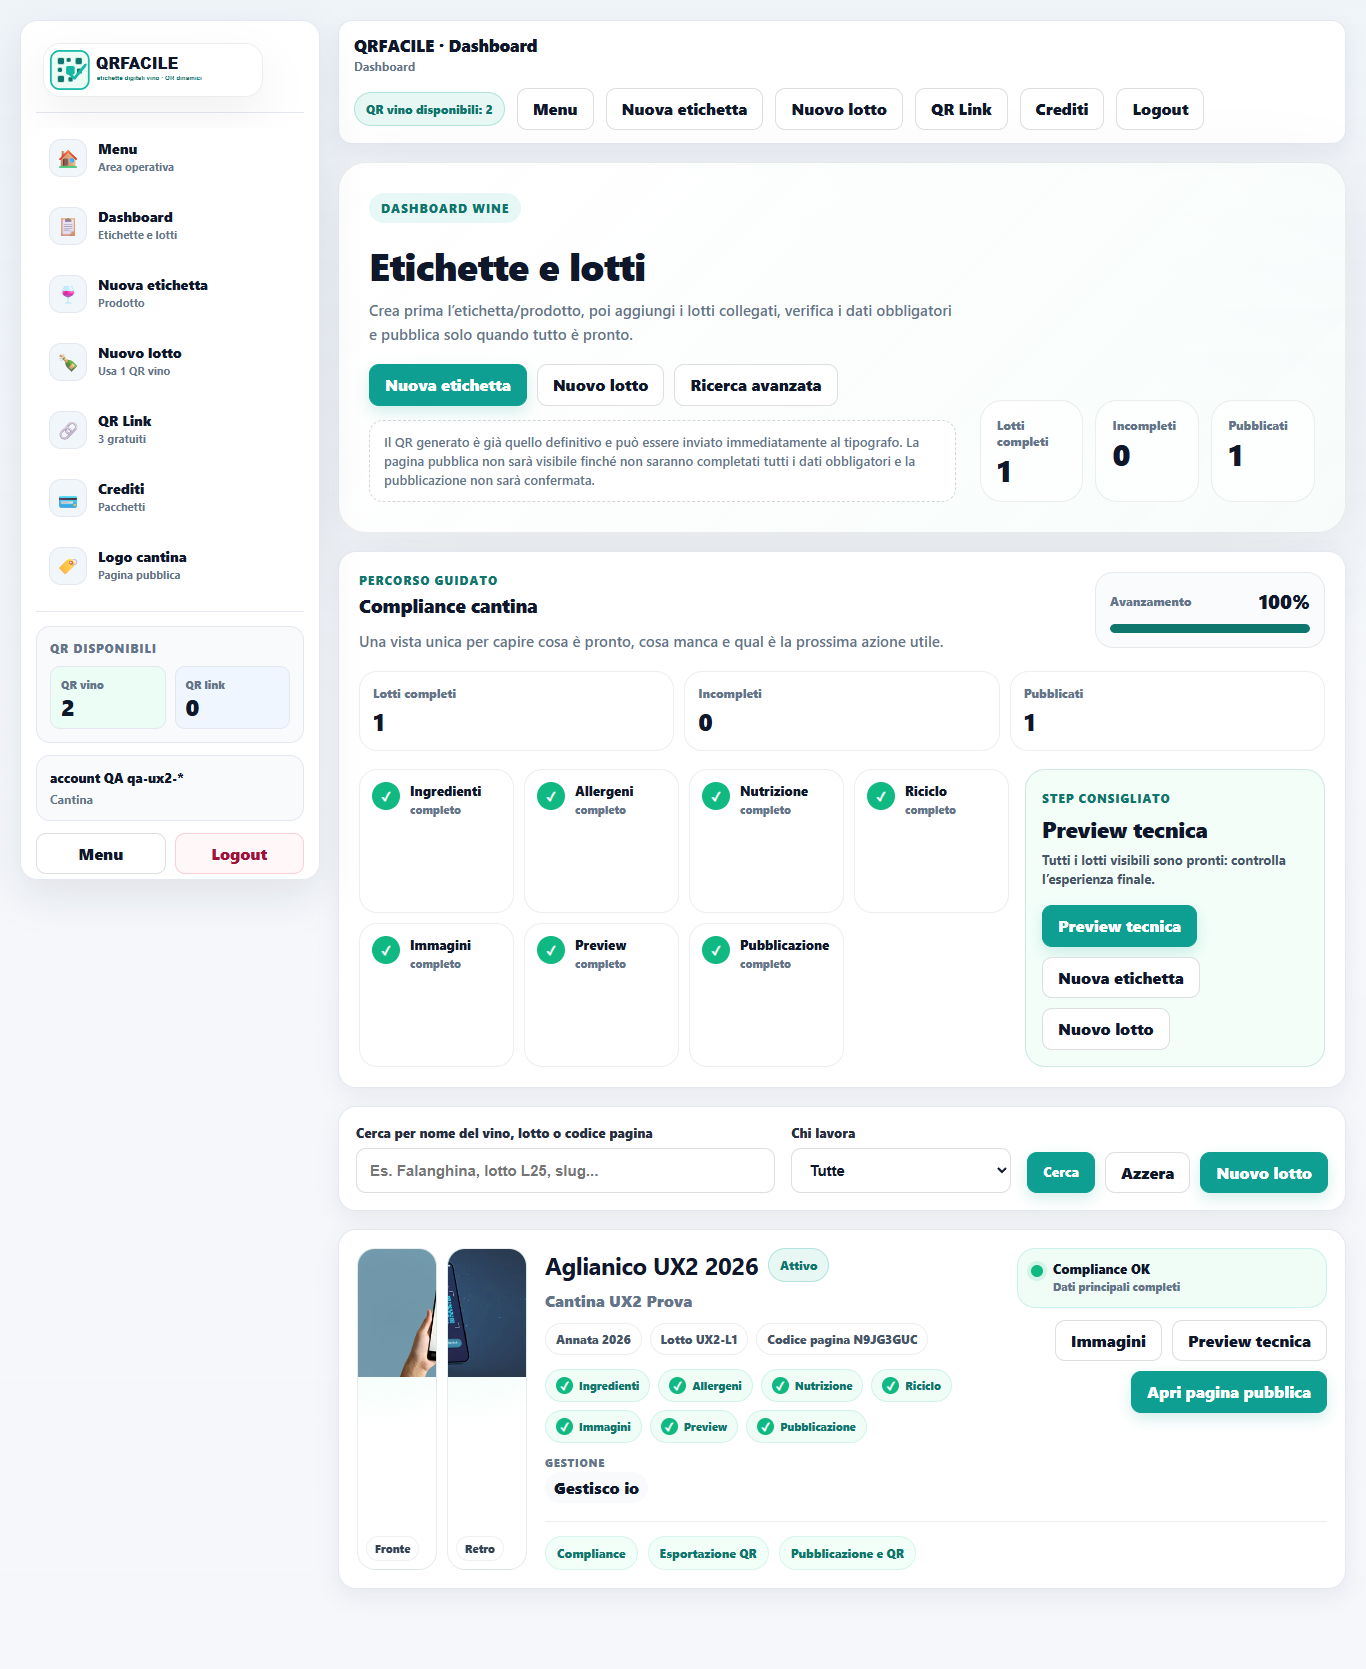 QRFACILE
etichette digitali vino · QR dinamici
Menu
Area operativa
Dashboard
Etichette e lotti
Nuova etichetta
Prodotto
Nuovo lotto
Usa 1 QR vino
QR Link
3 gratuiti
Crediti
Pacchetti
Logo cantina
Pagina pubblica
QR DISPONIBILI
QR vino
2
QR link
0
account QA qa-ux2-*
Cantina
Menu
Logout
QRFACILE · Dashboard
Dashboard
QR vino disponibili: 2
Menu
Nuova etichetta
Nuovo lotto
QR Link
Crediti
Logout
DASHBOARD WINE
Etichette e lotti
Crea prima l’etichetta/prodotto, poi aggiungi i lotti collegati, verifica i dati obbligatori
e pubblica solo quando tutto è pronto.
Nuova etichetta
Nuovo lotto
Ricerca avanzata
Il QR generato è già quello definitivo e può essere inviato immediatamente al tipografo. La
pagina pubblica non sarà visibile finché non saranno completati tutti i dati obbligatori e la
pubblicazione non sarà confermata.
Lotti
completi
1
Incompleti
0
Pubblicati
1
PERCORSO GUIDATO
Compliance cantina
Una vista unica per capire cosa è pronto, cosa manca e qual è la prossima azione utile.
Avanzamento
100%
Lotti completi
1
Incompleti
0
Pubblicati
1
Ingredienti
completo
Allergeni
completo
Nutrizione
completo
Riciclo
completo
Immagini
completo
Preview
completo
Pubblicazione
completo
STEP CONSIGLIATO
Preview tecnica
Tutti i lotti visibili sono pronti: controlla
l’esperienza finale.
Preview tecnica
Nuova etichetta
Nuovo lotto
Cerca per nome del vino, lotto o codice pagina
Es. Falanghina, lotto L25, slug...
Chi lavora
Tutte
Cerca
Azzera
Nuovo lotto
Fronte
Retro
Aglianico UX2 2026
Attivo
Cantina UX2 Prova
Annata 2026
Lotto UX2-L1
Codice pagina N9JG3GUC
Ingredienti
Allergeni
Nutrizione
Riciclo
Immagini
Preview
Pubblicazione
GESTIONE
Gestisco io
Compliance
Esportazione QR
Pubblicazione e QR
Compliance OK
Dati principali completi
Immagini
Preview tecnica
Apri pagina pubblica